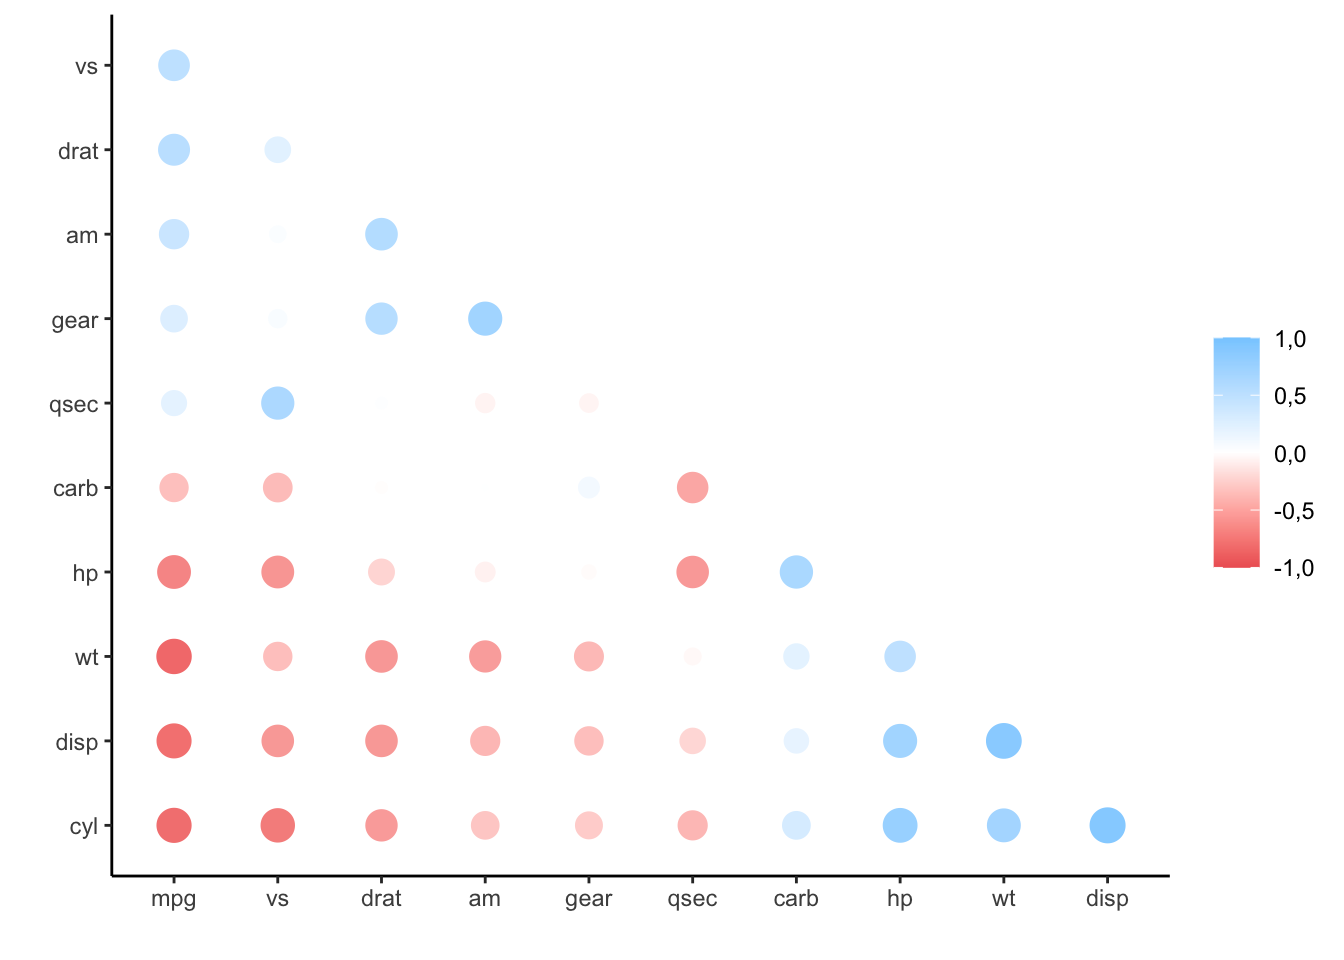 vs
drat
am
gear
qsec
carb
hp
wt
disp
cyl
mpg vs drat am gear qsec carb hp wt disp
1,0
0,5
0,0
-0,5
-1,0